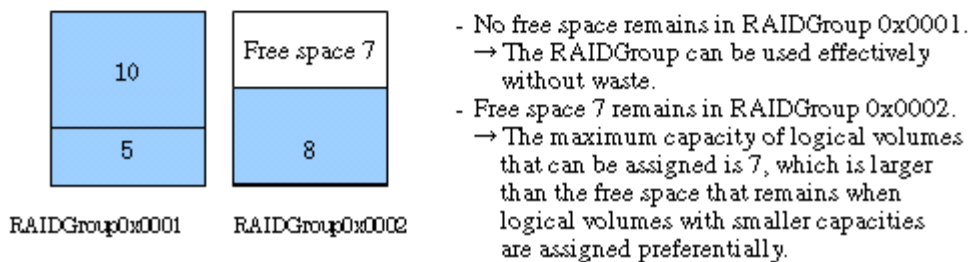 10
5
RAIDGroup0x0001
Free space 7
8
RAIDGroup0x0002
- No free space remains in RAIDGroup 0x0001.
→ The RAIDGroup can be used effectively
without waste.
- Free space 7 remains in RAIDGroup 0x0002.
→ The maximum capacity of logical volumes
that can be assigned is 7, which is larger
than the free space that remains when
logical volumes with smaller capacities
are assigned preferentially.